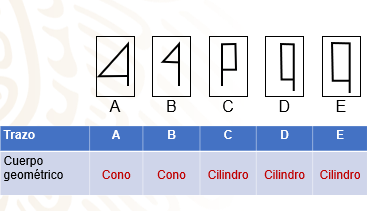 A B C D E
Trazo A B C D E
Cuerpo
geométrico Cono Cono Cilindro Cilindro Cilindro